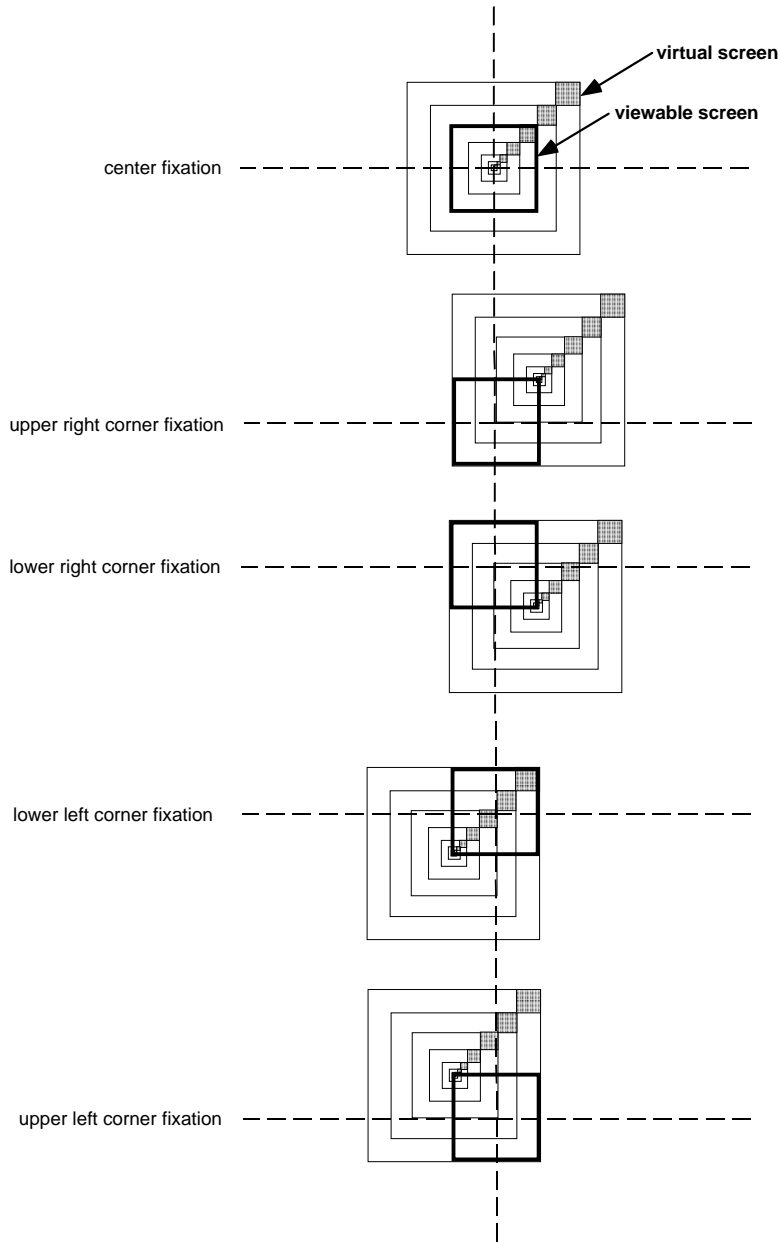 virtual screen
viewable screen
center fixation
upper right corner fixation
lower right corner fixation
lower left corner fixation
upper left corner fixation